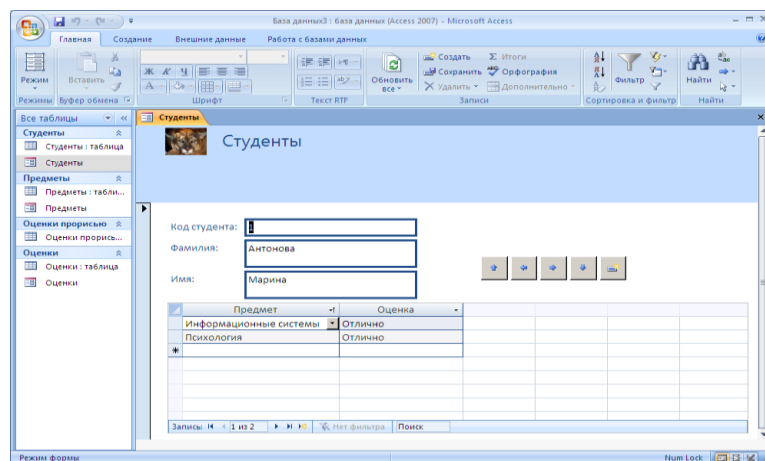 База данных3 : база данных (Access 2007) - Microsoft Access
Главная Создание Внешние данные Работа с базами данных
Режим
Режимы
Вставить
Буфер обмена
Ж К Ч
Шрифт
Текст RTF
Обновить все
Создать
Сохранить
Удалить
Итоги
Орфография
Дополнительно
Записи
Фильтр
Сортировка и фильтр
Найти
Найти
Все таблицы
Студенты
Студенты : таблица
Студенты
Предметы
Предметы : табли...
Предметы
Оценки прорисью
Оценки прорись...
Оценки
Оценки : таблица
Оценки
Студенты
Студенты
Код студента: 1
Фамилия: Антонова
Имя: Марина
Предмет Оценка
Информационные системы Отлично
Психология Отлично
Запись: 1 из 2 Нет фильтра Поиск
Режим формы Num Lock